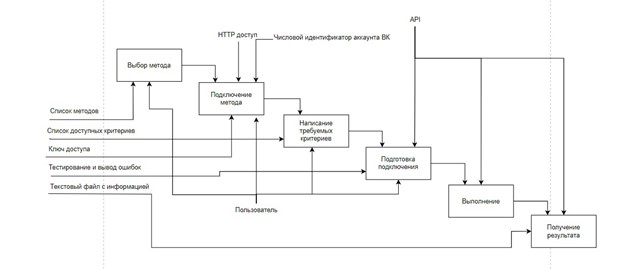 API
HTTP доступ
Числовой идентификатор аккаунта ВК
Выбор метода
Подключение
метода
Список методов
Написание
требуемых
критериев
Список доступных критериев
Ключ доступа
Подготовка
подключения
Тестирование и вывод ошибок
Текстовый файл с информацией
Выполнение
Пользователь
Получение
результата